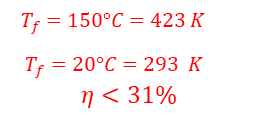 T_f = 150°C = 423 K
T_f = 20°C = 293 K
η < 31%